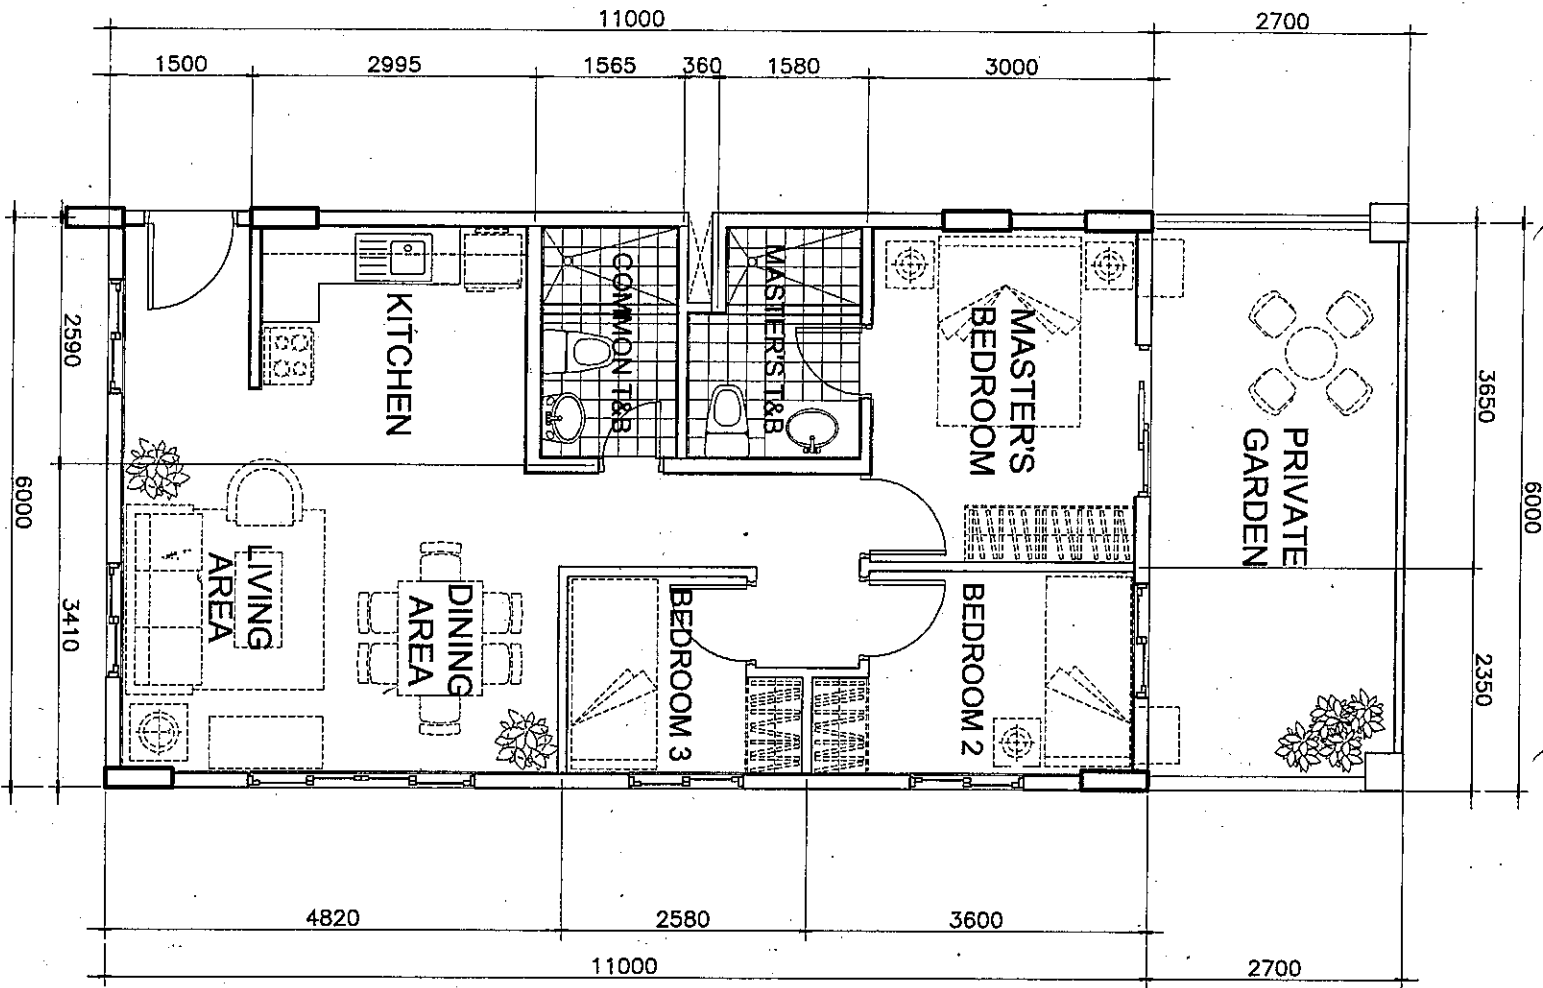 11000
2700
1500
2995
1565
360
1580
3000
KITCHEN
COMMON T&B
MASTER'S T&B
MASTER'S
BEDROOM
PRIVATE
GARDEN
2590
3410
6000
3650
2350
6000
LIVING
AREA
DINING
AREA
BEDROOM 3
BEDROOM 2
4820
2580
3600
11000
2700